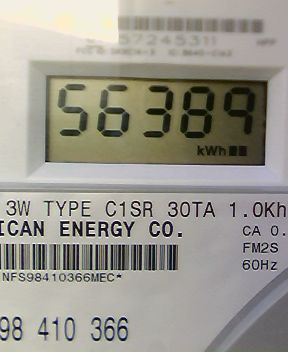 57245311
56389
kWh
3W TYPE C1SR 30TA 1.0Kh
ICAN ENERGY CO.
CA 0.
FM2S
60Hz
NFS98410366MEC*
98 410 366